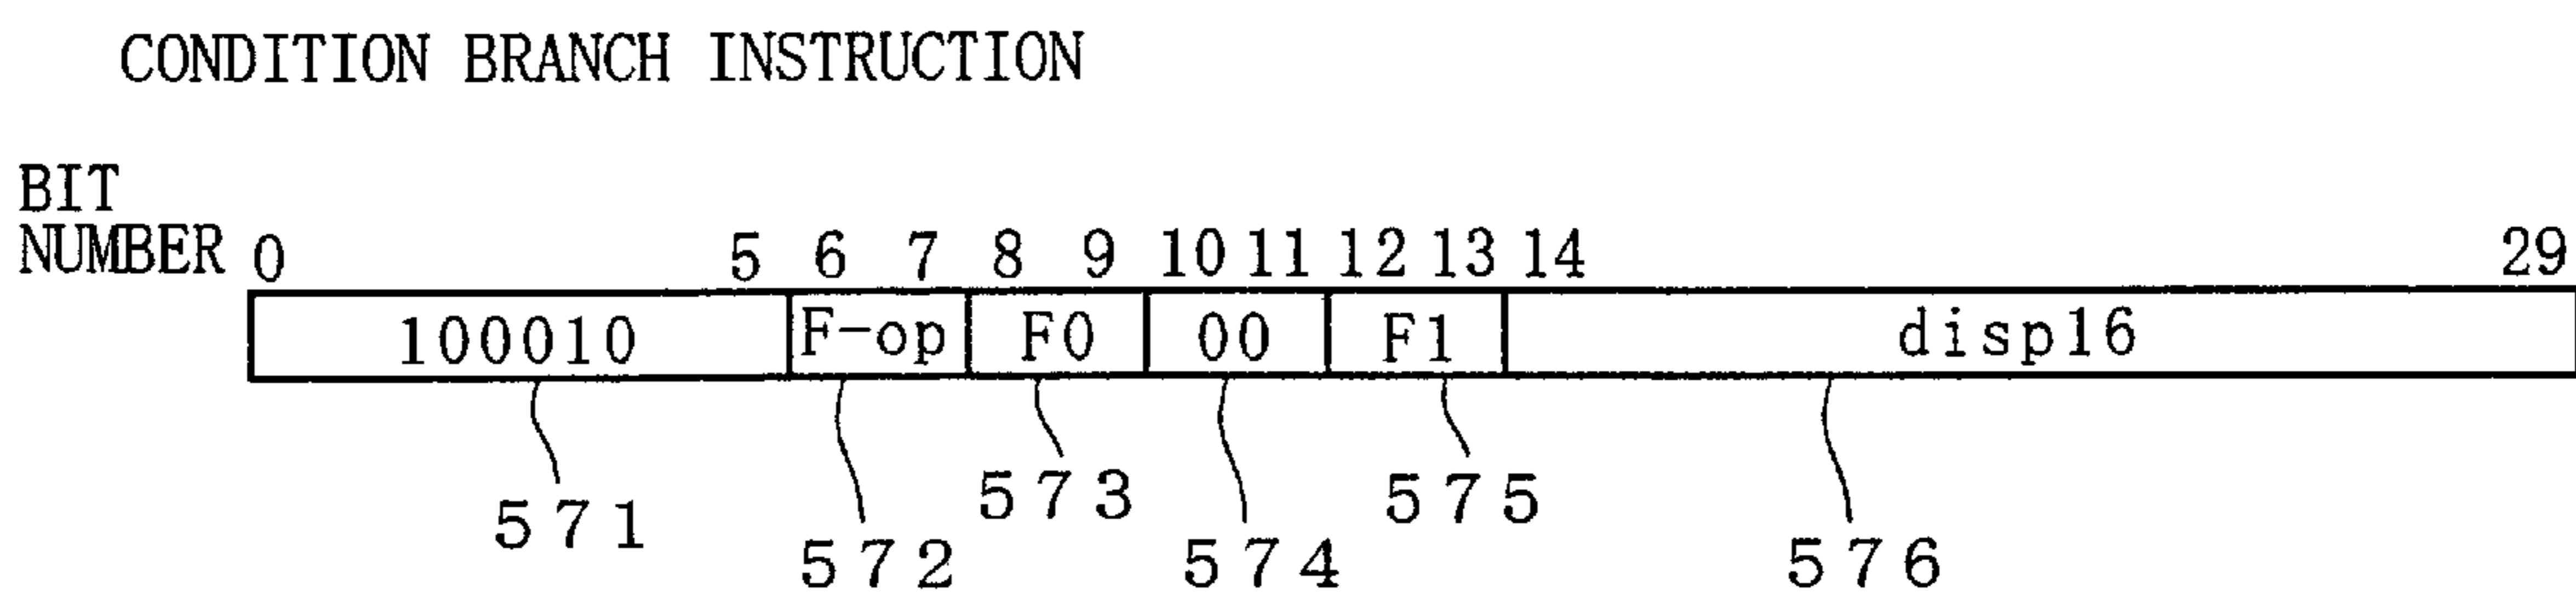 CONDITION BRANCH INSTRUCTION
BIT
NUMBER 0 5 6 7 8 9 10 11 12 13 14 29
100010 F-op F0 00 F1 disp16
571 572 573 574 575 576